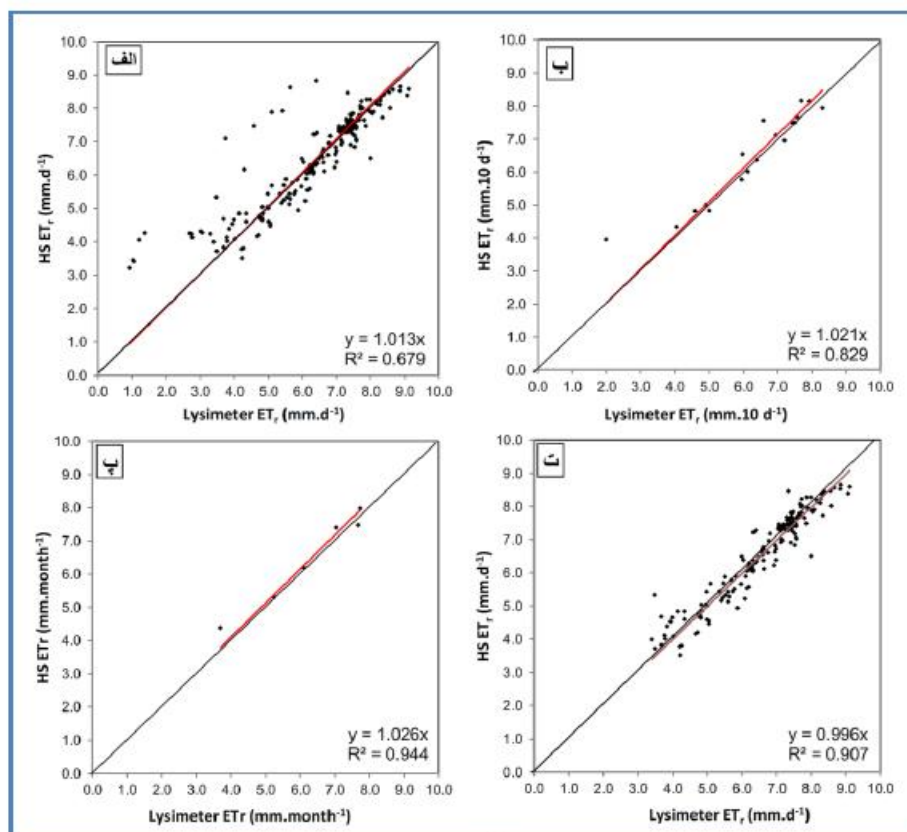 الف
HS ETr (mm.d-1)
10.0
9.0
8.0
7.0
6.0
5.0
4.0
3.0
2.0
1.0
0.0
y = 1.013x
R² = 0.679
0.0 1.0 2.0 3.0 4.0 5.0 6.0 7.0 8.0 9.0 10.0
Lysimeter ETr (mm.d-1)
ب
HS ETr (mm.10 d-1)
10.0
9.0
8.0
7.0
6.0
5.0
4.0
3.0
2.0
1.0
0.0
y = 1.021x
R² = 0.829
0.0 1.0 2.0 3.0 4.0 5.0 6.0 7.0 8.0 9.0 10.0
Lysimeter ETr (mm.10 d-1)
پ
HS ETr (mm.month-1)
10.0
9.0
8.0
7.0
6.0
5.0
4.0
3.0
2.0
1.0
0.0
y = 1.026x
R² = 0.944
0.0 1.0 2.0 3.0 4.0 5.0 6.0 7.0 8.0 9.0 10.0
Lysimeter ETr (mm.month-1)
ت
HS ETr (mm.d-1)
10.0
9.0
8.0
7.0
6.0
5.0
4.0
3.0
2.0
1.0
0.0
y = 0.996x
R² = 0.907
0.0 1.0 2.0 3.0 4.0 5.0 6.0 7.0 8.0 9.0 10.0
Lysimeter ETr (mm.d-1)